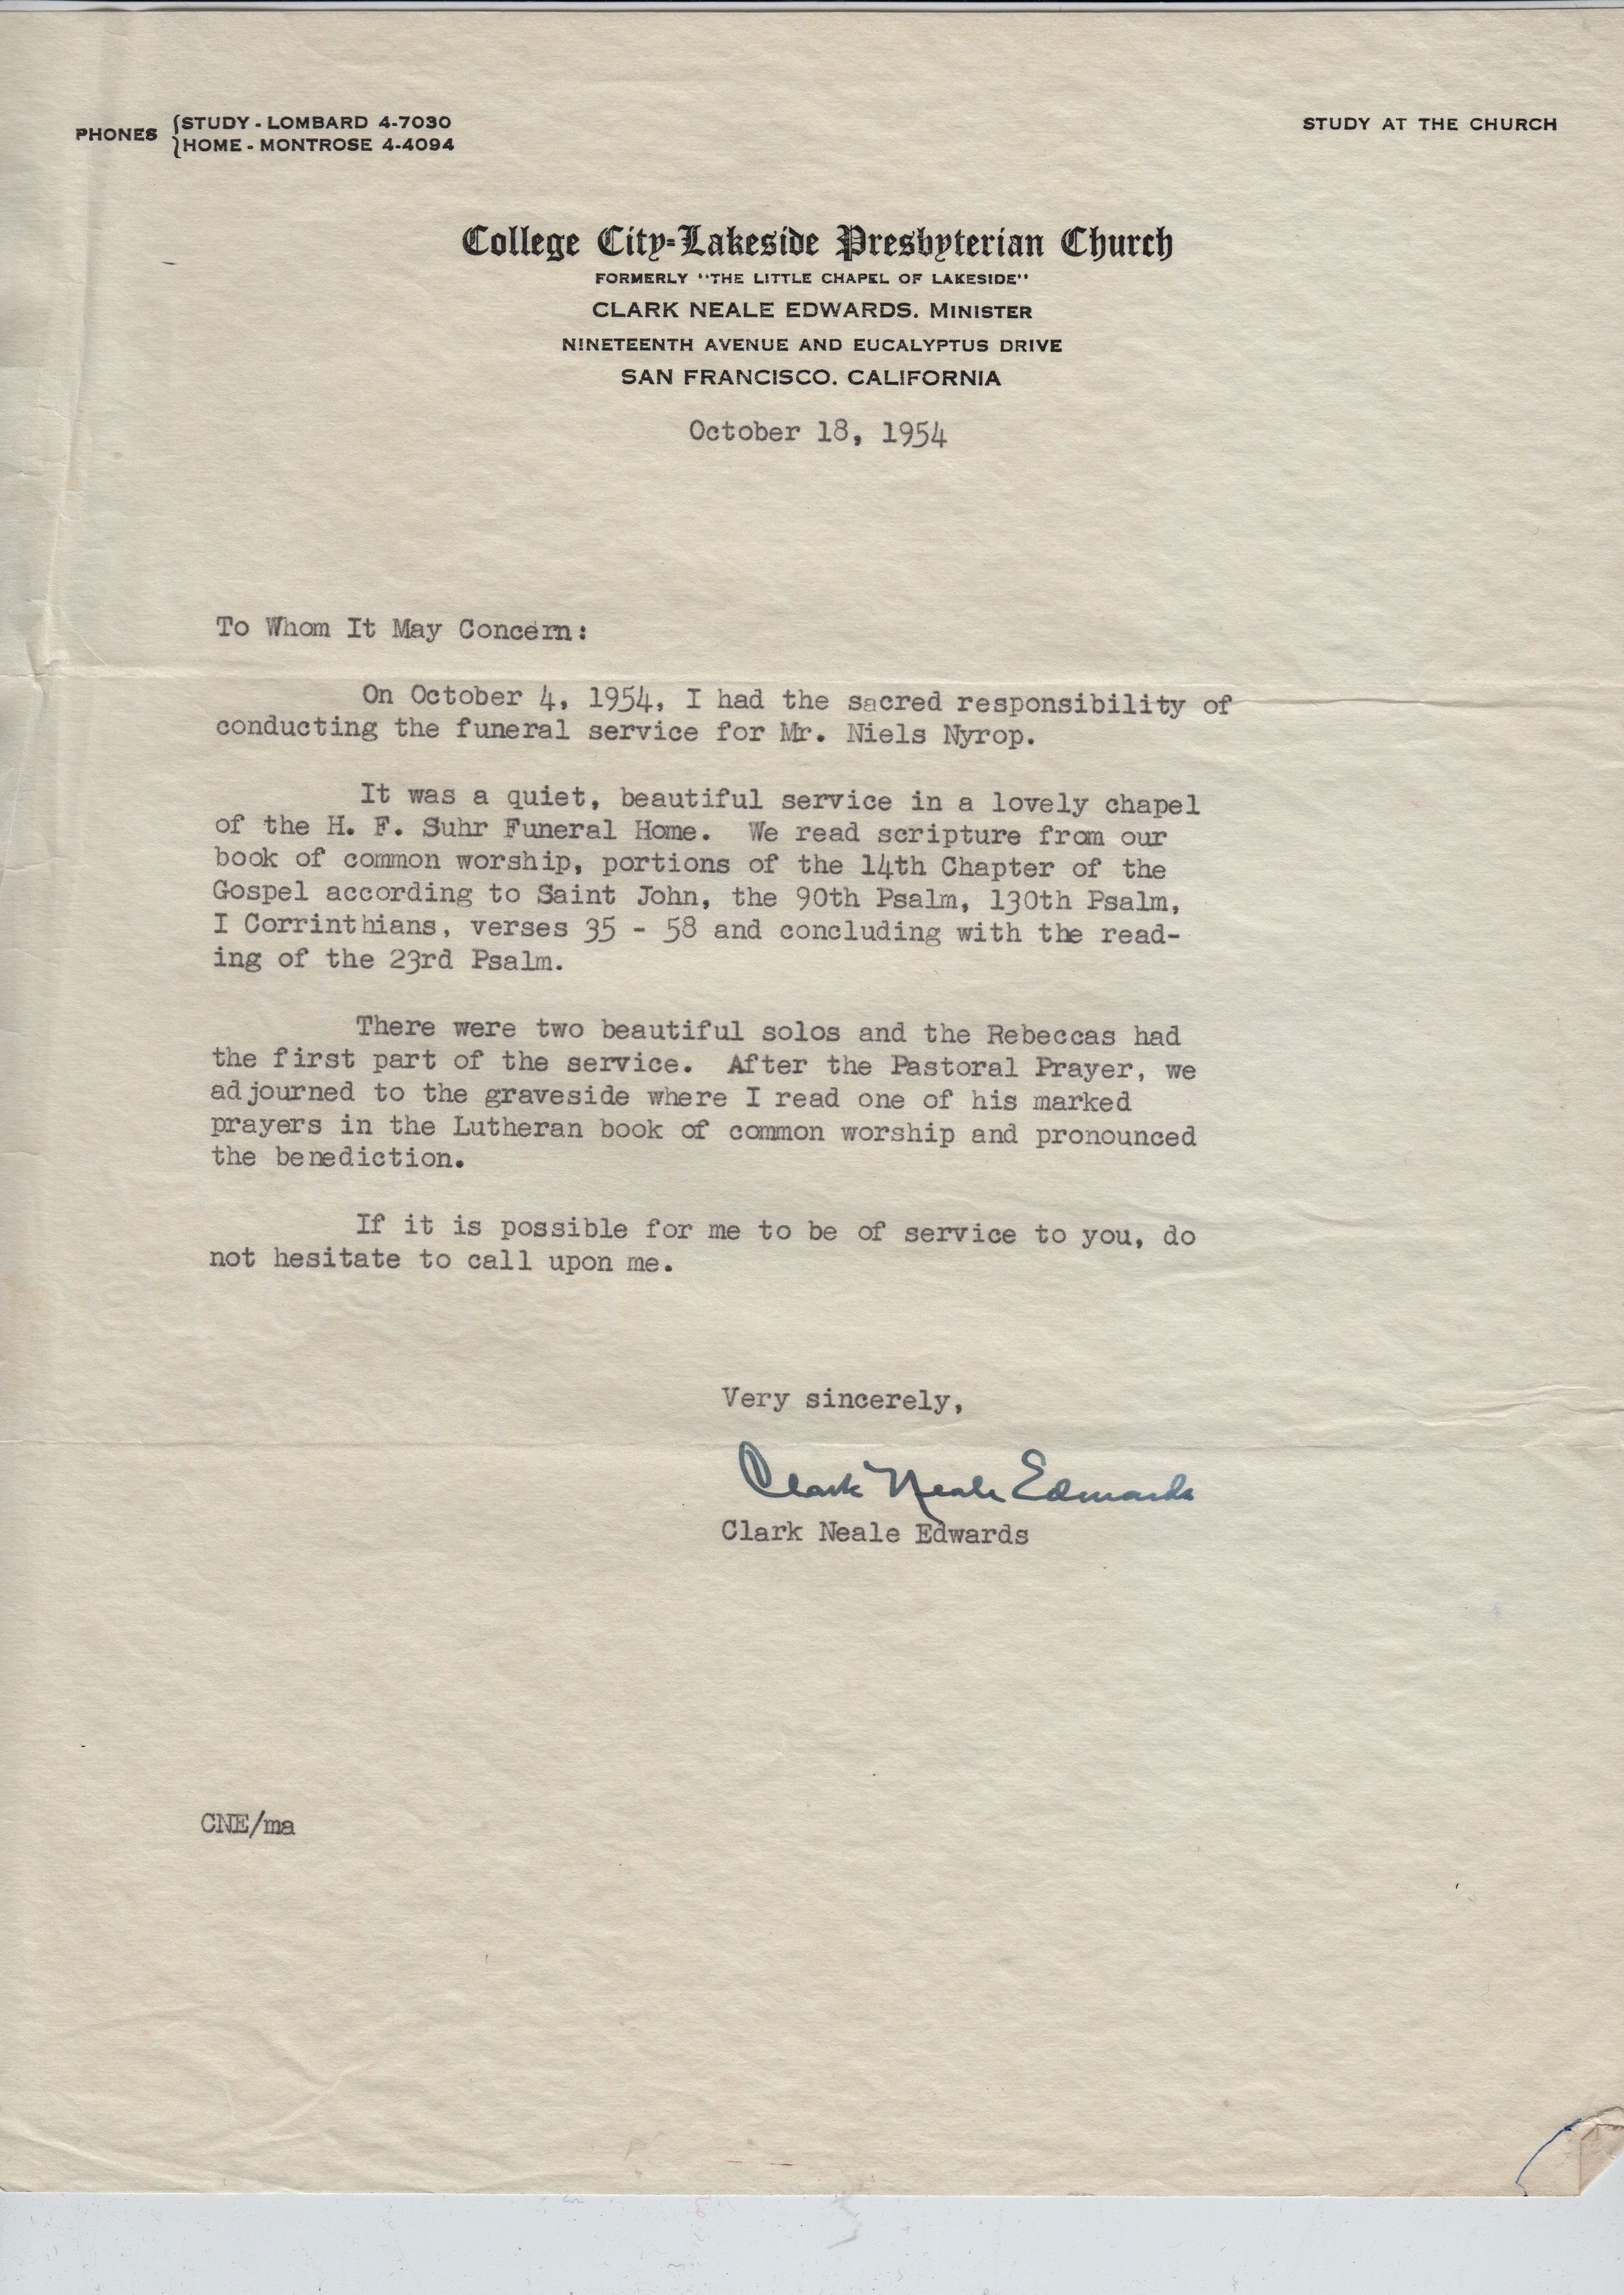 PHONES { STUDY - LOMBARD 4-7030
HOME - MONTROSE 4-4094
STUDY AT THE CHURCH
College City-Lakeside Presbyterian Church
FORMERLY "THE LITTLE CHAPEL OF LAKESIDE"
CLARK NEALE EDWARDS. MINISTER
NINETEENTH AVENUE AND EUCALYPTUS DRIVE
SAN FRANCISCO. CALIFORNIA
October 18, 1954
To Whom It May Concern:
On October 4, 1954, I had the sacred responsibility of
conducting the funeral service for Mr. Niels Nyrop.
It was a quiet, beautiful service in a lovely chapel
of the H. F. Suhr Funeral Home. We read scripture from our
book of common worship, portions of the 14th Chapter of the
Gospel according to Saint John, the 90th Psalm, 130th Psalm,
I Corrinthians, verses 35 - 58 and concluding with the read-
ing of the 23rd Psalm.
There were two beautiful solos and the Rebeccas had
the first part of the service. After the Pastoral Prayer, we
adjourned to the graveside where I read one of his marked
prayers in the Lutheran book of common worship and pronounced
the benediction.
If it is possible for me to be of service to you, do
not hesitate to call upon me.
Very sincerely,
Clark Neale Edwards
Clark Neale Edwards
CNE/ma